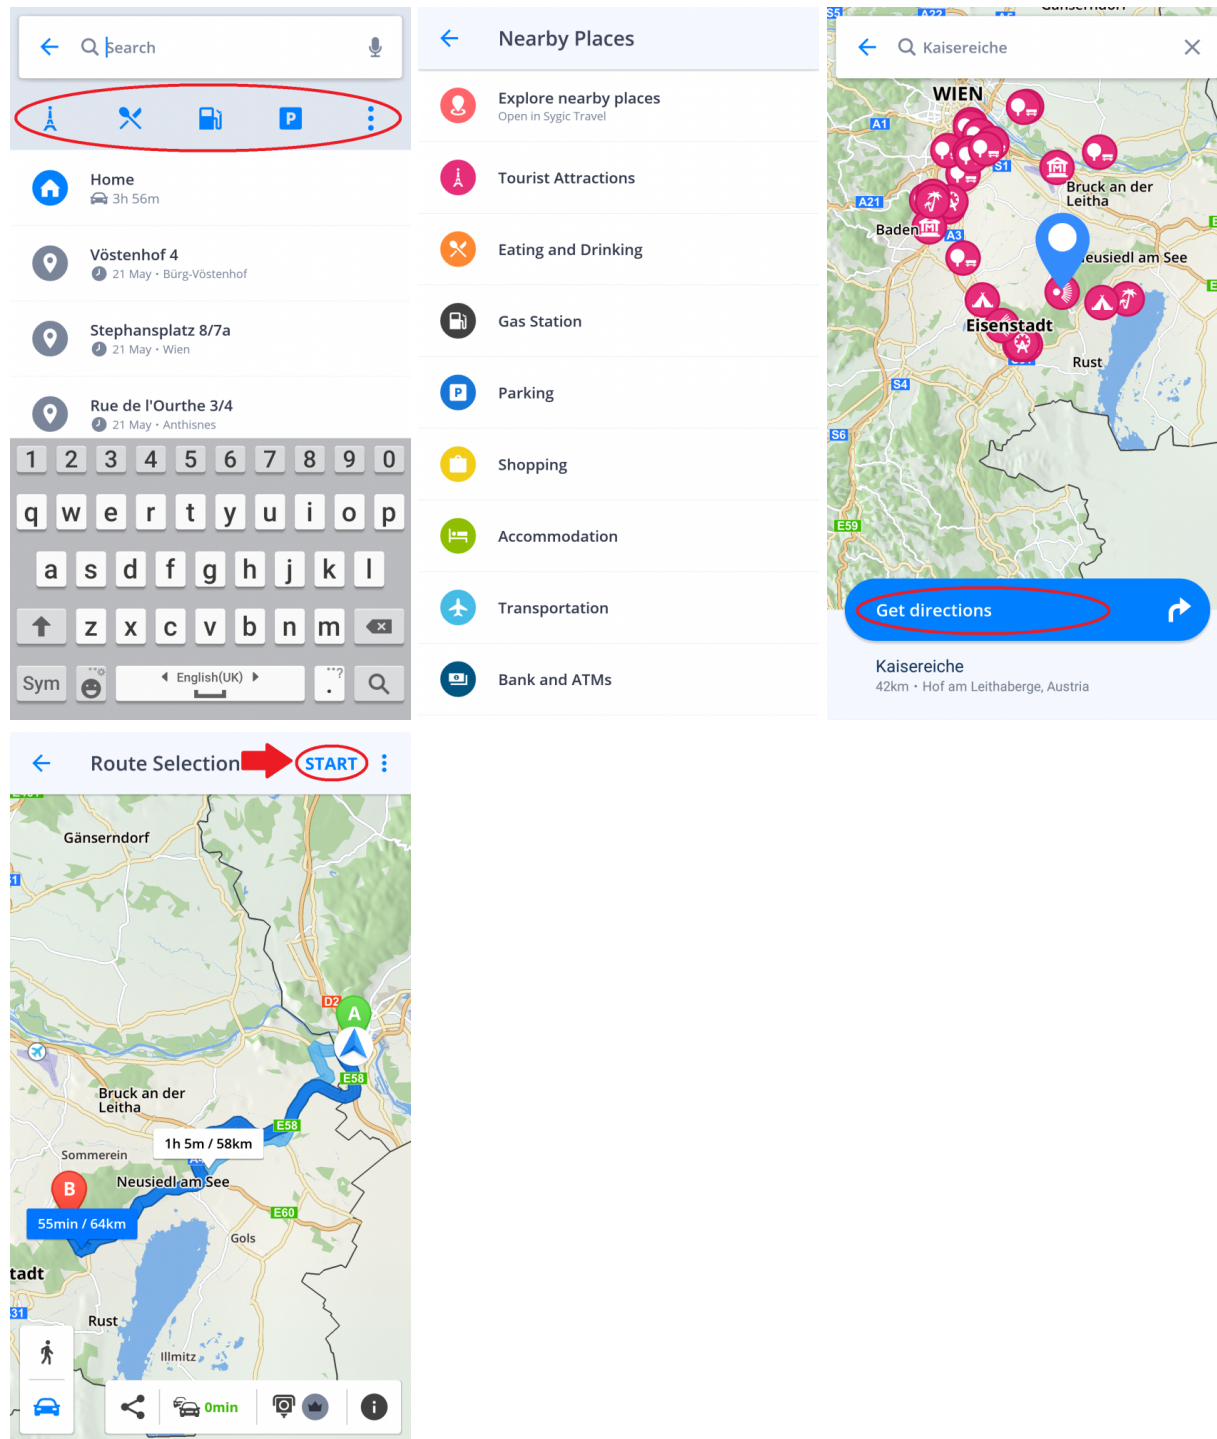 Search
Home
3h 56m
Vöstenhof 4
21 May • Bürg-Vöstenhof
Stephansplatz 8/7a
21 May • Wien
Rue de l'Ourthe 3/4
21 May • Anthisnes
1 2 3 4 5 6 7 8 9 0
q w e r t y u i o p
a s d f g h j k l
z x c v b n m
Sym
English(UK)
. ?
Nearby Places
Explore nearby places
Open in Sygic Travel
Tourist Attractions
Eating and Drinking
Gas Station
P Parking
Shopping
Accommodation
Transportation
Bank and ATMs
S5 A22
Kaisereiche
WIEN
A1
S1
Bruck an der
Leitha
A21
Baden
A3
eusiedl am See
Eisenstadt
Rust
S4
S6
E59
Get directions
Kaisereiche
42km • Hof am Leithaberge, Austria
Route Selection START
Gänserndorf
D2
A
E58
Bruck an der
Leitha
E58
1h 5m / 58km
Sommerein
Neusiedl am See
B
55min / 64km
E60
Gols
tadt
31
Rust
Illmitz
0min
i